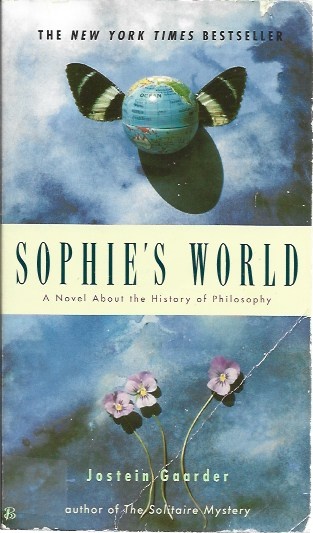 THE NEW YORK TIMES BESTSELLER
OCEAN
SOPHIE'S WORLD
A Novel About the History of Philosophy
Jostein Gaarder
author of The Solitaire Mystery
B